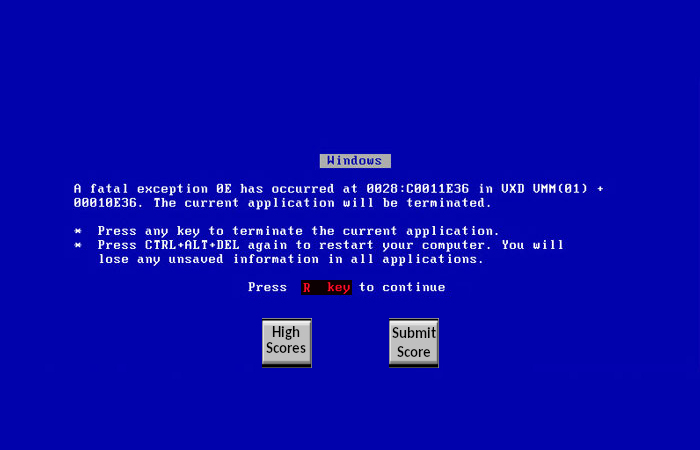 Windows
A fatal exception 0E has occurred at 0028:C0011E36 in VXD VMM(01) +
00010E36. The current application will be terminated.
* Press any key to terminate the current application.
* Press CTRL+ALT+DEL again to restart your computer. You will
lose any unsaved information in all applications.
Press R key to continue
High Submit
Scores Score